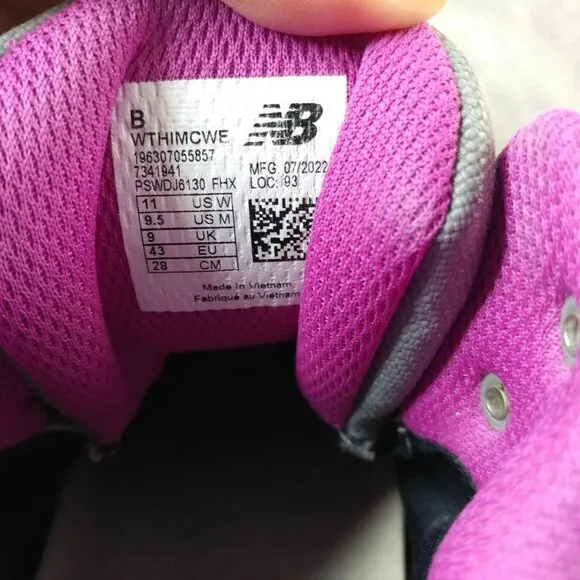 B
WTHIMCWE
NB
196307055857
7341941 MFG 07/2022
PSWDJ6130 FHX LOC: 93
11 US W
9.5 US M
9 UK
43 EU
28 CM
Made In Vietnam
Fabriqué au Vietnam